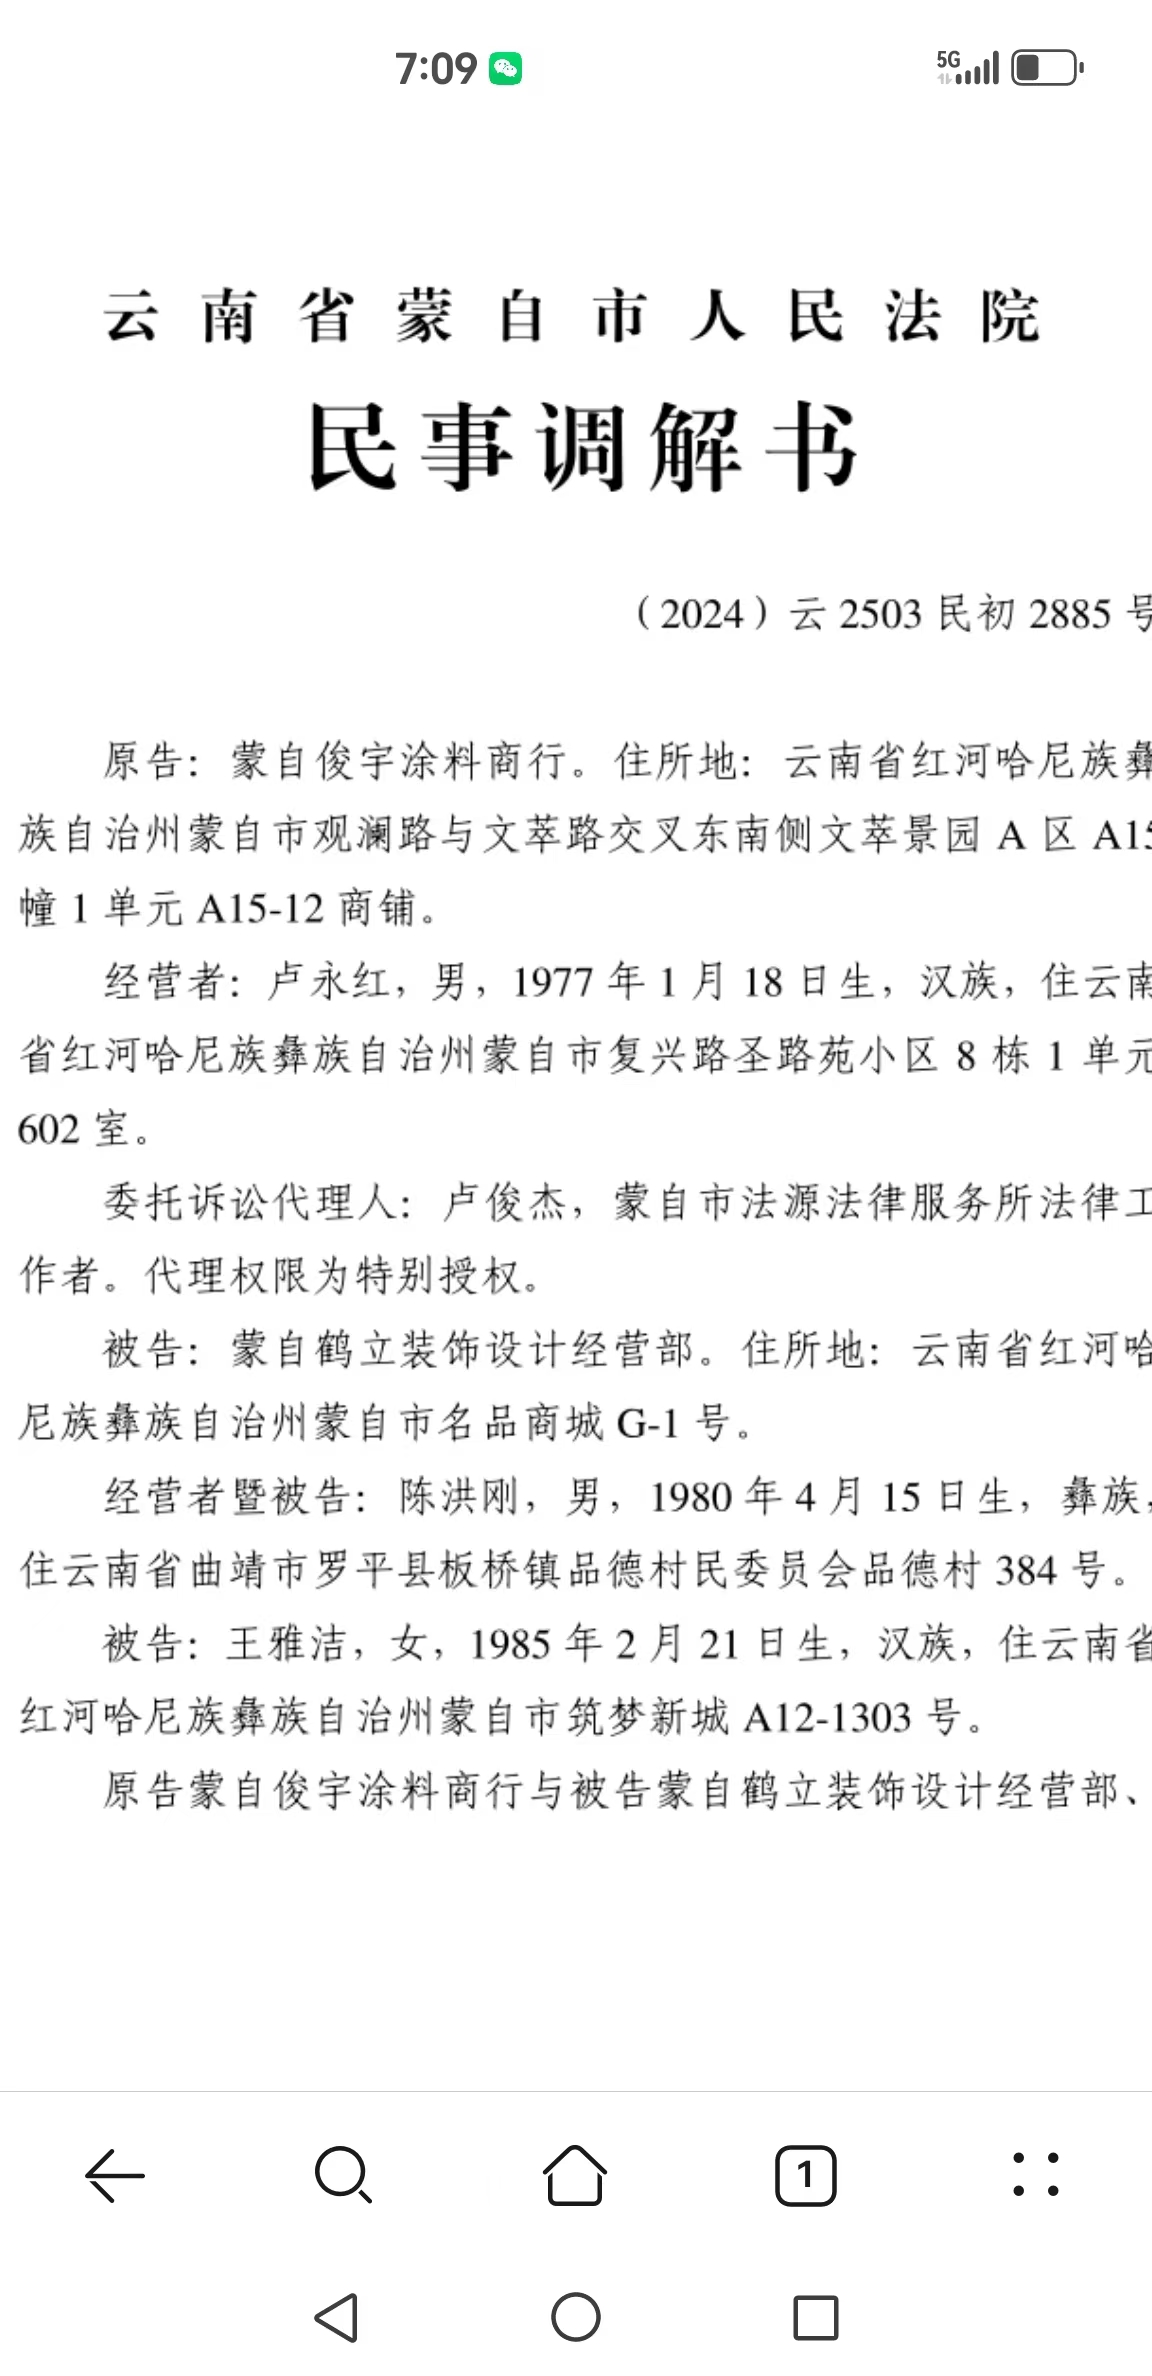 7:09
5G
云南省蒙自市人民法院
民事调解书
（2024）云 2503 民初 2885 号
原告：蒙自俊宇涂料商行。住所地：云南省红河哈尼族彝
族自治州蒙自市观澜路与文萃路交叉东南侧文萃景园 A 区 A15
幢 1 单元 A15-12 商铺。
经营者：卢永红，男，1977 年 1 月 18 日生，汉族，住云南
省红河哈尼族彝族自治州蒙自市复兴路圣路苑小区 8 栋 1 单元
602 室。
委托诉讼代理人：卢俊杰，蒙自市法源法律服务所法律工
作者。代理权限为特别授权。
被告：蒙自鹤立装饰设计经营部。住所地：云南省红河哈
尼族彝族自治州蒙自市名品商城 G-1 号。
经营者暨被告：陈洪刚，男，1980 年 4 月 15 日生，彝族，
住云南省曲靖市罗平县板桥镇品德村民委员会品德村 384 号。
被告：王雅洁，女，1985 年 2 月 21 日生，汉族，住云南省
红河哈尼族彝族自治州蒙自市筑梦新城 A12-1303 号。
原告蒙自俊宇涂料商行与被告蒙自鹤立装饰设计经营部、
1